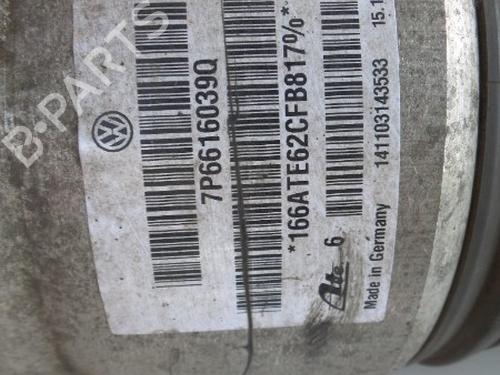 B-PARTS
7P6616039Q
*166ATE62CFB817%*
Ate 6
Made in Germany 141103143533 15.1